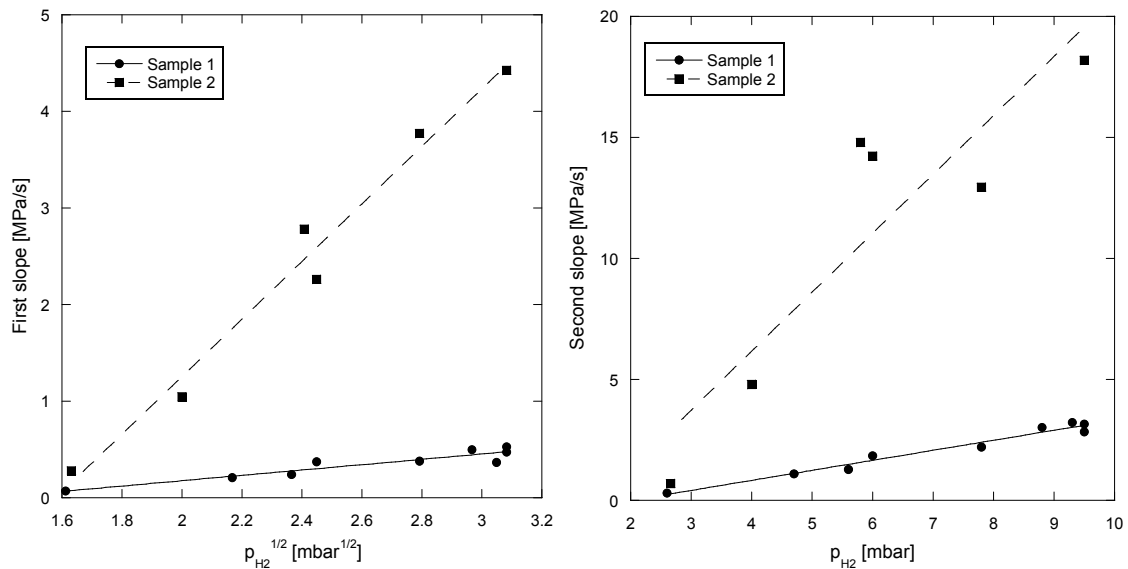 First slope [MPa/s]
5
4
3
2
1
0
Sample 1
Sample 2
1.6 1.8 2 2.2 2.4 2.6 2.8 3 3.2
p_H2^1/2 [mbar^1/2]
Second slope [MPa/s]
20
15
10
5
0
Sample 1
Sample 2
2 3 4 5 6 7 8 9 10
p_H2 [mbar]